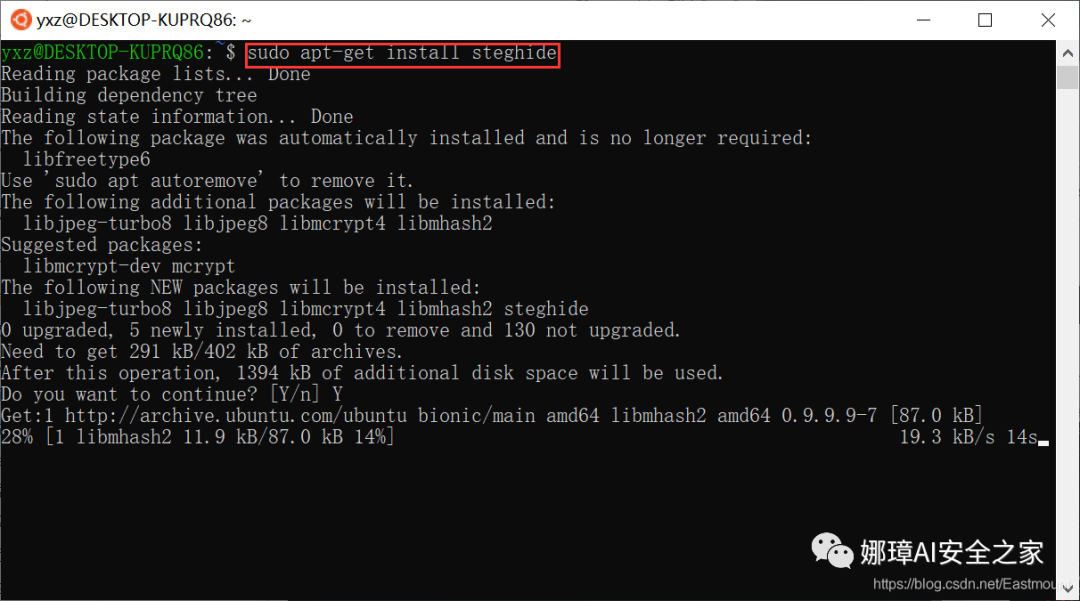 yxz@DESKTOP-KUPRQ86: ~
yxz@DESKTOP-KUPRQ86:~$ sudo apt-get install steghide
Reading package lists... Done
Building dependency tree
Reading state information... Done
The following package was automatically installed and is no longer required:
  libfreetype6
Use 'sudo apt autoremove' to remove it.
The following additional packages will be installed:
  libjpeg-turbo8 libjpeg8 libmcrypt4 libmhash2
Suggested packages:
  libmcrypt-dev mcrypt
The following NEW packages will be installed:
  libjpeg-turbo8 libjpeg8 libmcrypt4 libmhash2 steghide
0 upgraded, 5 newly installed, 0 to remove and 130 not upgraded.
Need to get 291 kB/402 kB of archives.
After this operation, 1394 kB of additional disk space will be used.
Do you want to continue? [Y/n] Y
Get:1 http://archive.ubuntu.com/ubuntu bionic/main amd64 libmhash2 amd64 0.9.9.9-7 [87.0 kB]
28% [1 libmhash2 11.9 kB/87.0 kB 14%] 19.3 kB/s 14s
娜璋AI安全之家
https://blog.csdn.net/Eastmou